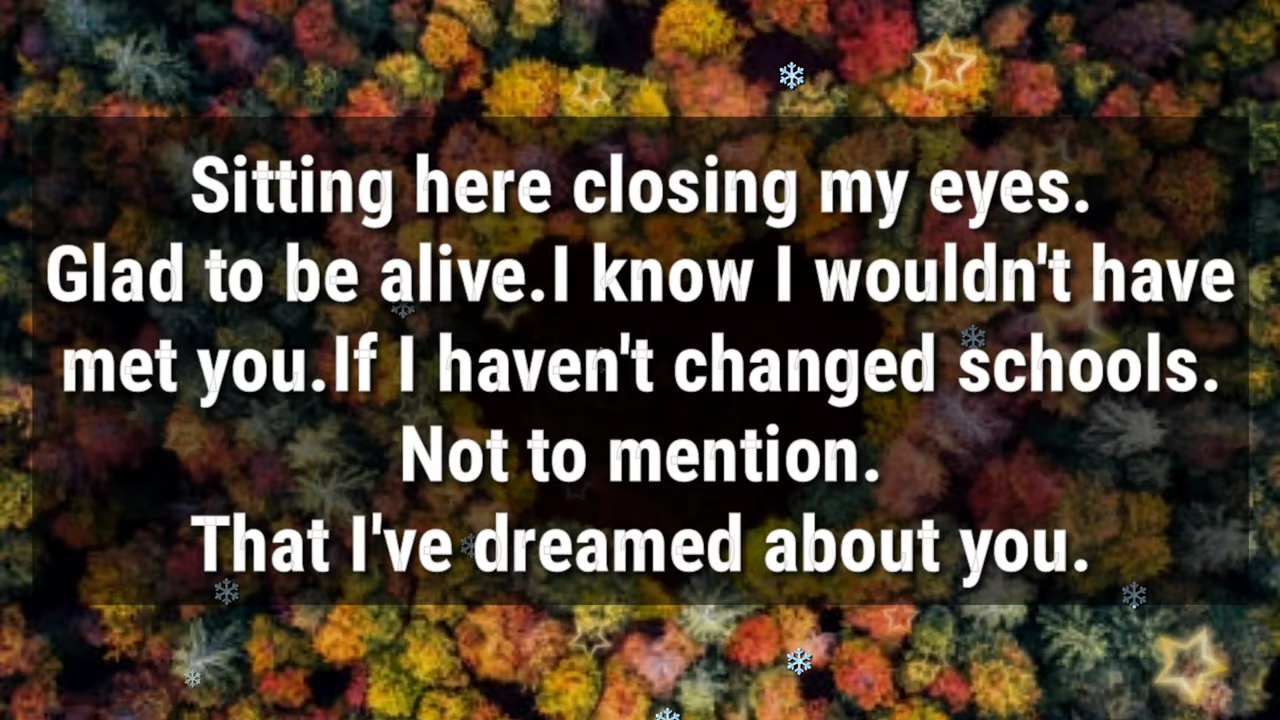 Sitting here closing my eyes.
Glad to be alive.I know I wouldn't have
met you.If I haven't changed schools.
Not to mention.
That I've dreamed about you.